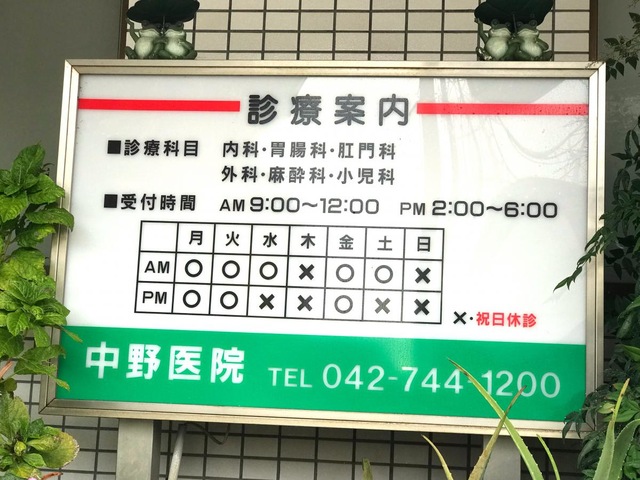 診療案内
■診療科目 内科・胃腸科・肛門科
外科・麻酔科・小児科
■受付時間 AM 9:00〜12:00 PM 2:00〜6:00
月 火 水 木 金 土 日
AM ○ ○ ○ × ○ ○ ×
PM ○ ○ × × ○ × ×
×・祝日休診
中野医院 TEL 042-744-1200